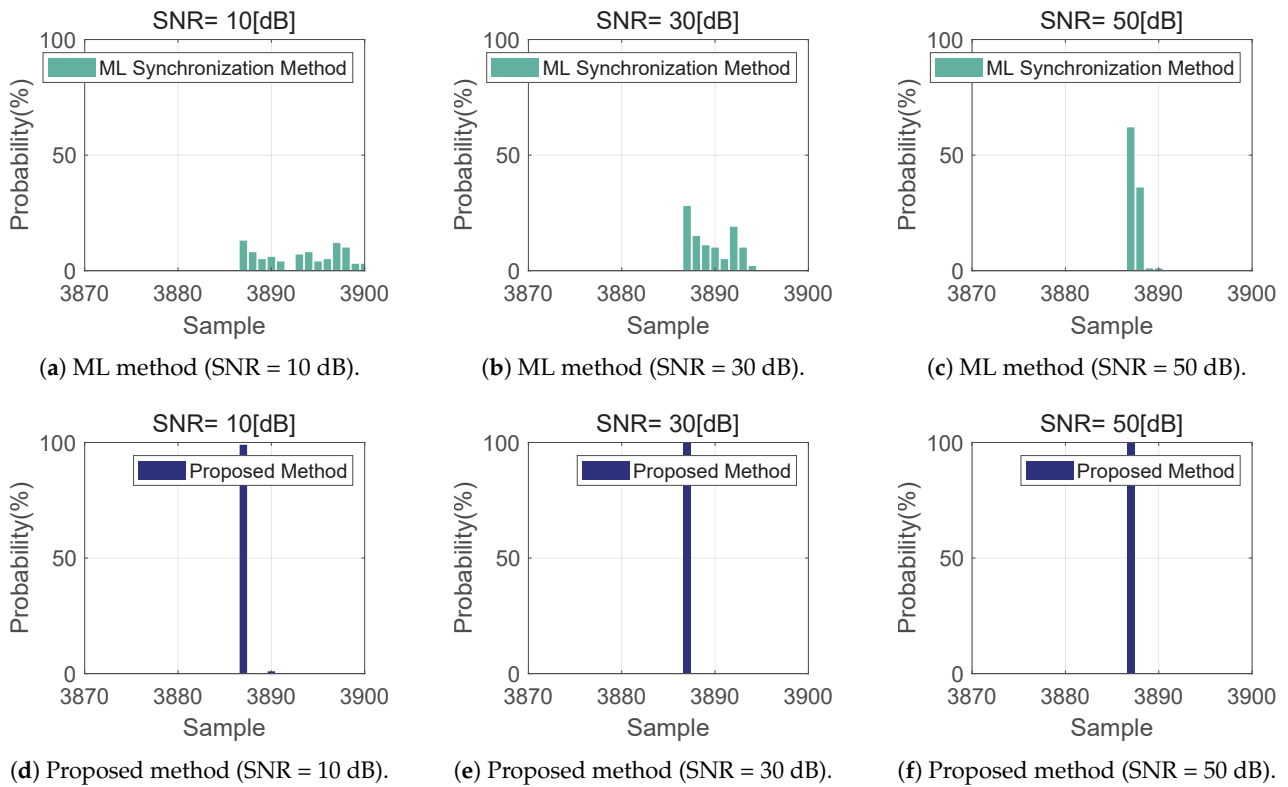 SNR= 10[dB]
100
50
0
Probability(%)
ML Synchronization Method
3870 3880 3890 3900
Sample
(a) ML method (SNR = 10 dB).
SNR= 30[dB]
100
50
0
Probability(%)
ML Synchronization Method
3870 3880 3890 3900
Sample
(b) ML method (SNR = 30 dB).
SNR= 50[dB]
100
50
0
Probability(%)
ML Synchronization Method
3870 3880 3890 3900
Sample
(c) ML method (SNR = 50 dB).
SNR= 10[dB]
100
50
0
Probability(%)
Proposed Method
3870 3880 3890 3900
Sample
(d) Proposed method (SNR = 10 dB).
SNR= 30[dB]
100
50
0
Probability(%)
Proposed Method
3870 3880 3890 3900
Sample
(e) Proposed method (SNR = 30 dB).
SNR= 50[dB]
100
50
0
Probability(%)
Proposed Method
3870 3880 3890 3900
Sample
(f) Proposed method (SNR = 50 dB).